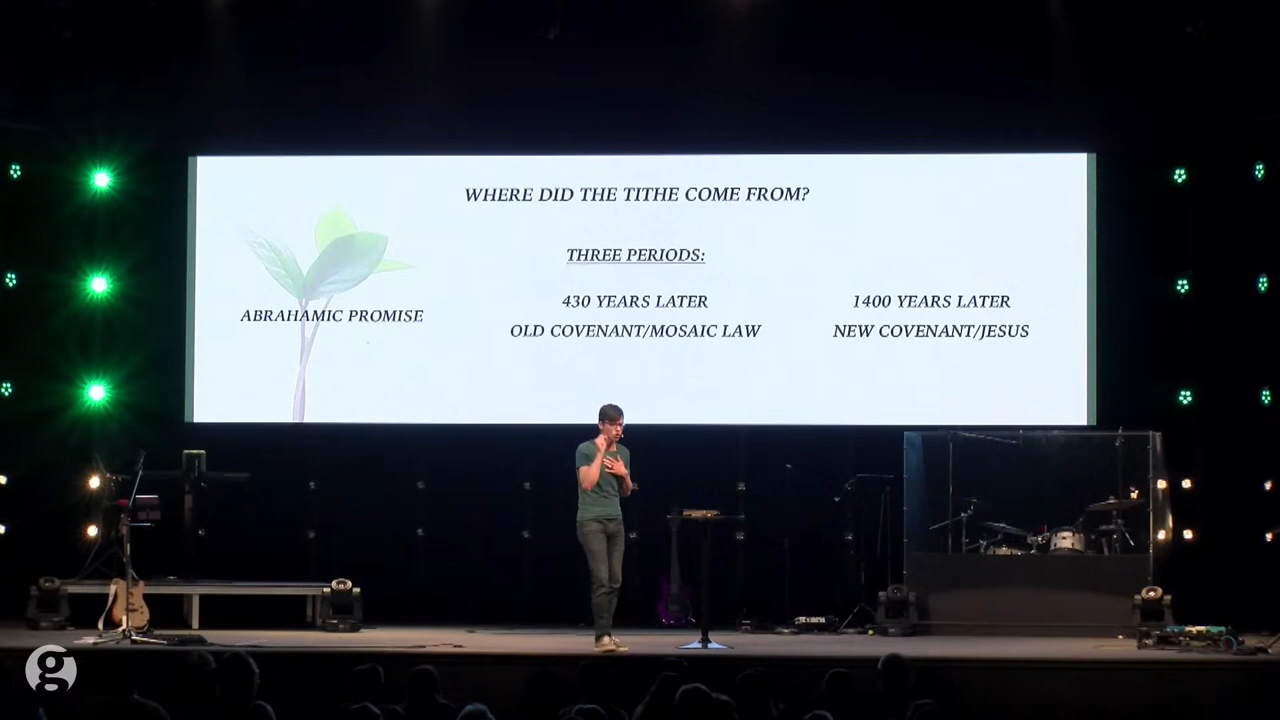 WHERE DID THE TITHE COME FROM?
THREE PERIODS:
ABRAHAMIC PROMISE
430 YEARS LATER
OLD COVENANT/MOSAIC LAW
1400 YEARS LATER
NEW COVENANT/JESUS
g